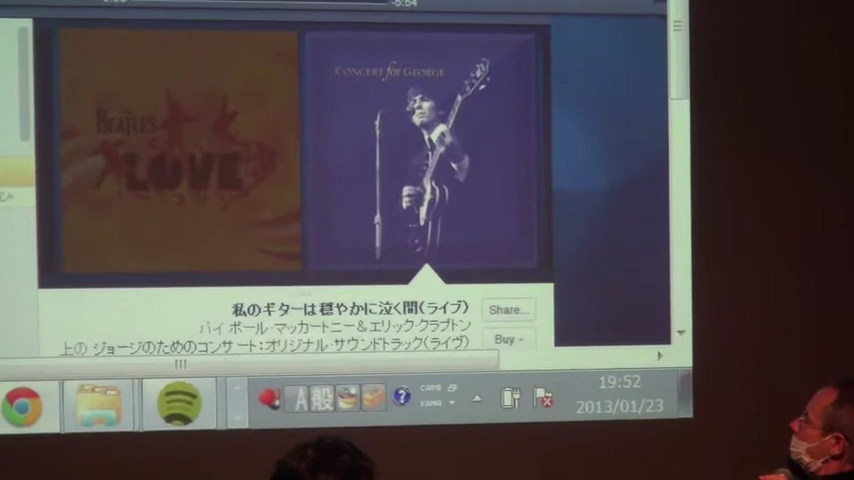 -6:54
THE
BEATLES
LOVE
CONCERT for GEORGE
私のギターは穏やかに泣く間(ライブ)
Share...
バイ ポール・マッカートニー&エリック・クラプトン
Buy
上の ジョージのためのコンサート:オリジナル・サウンドトラック(ライヴ)
A 般
CAPS
KANA
19:52
2013/01/23